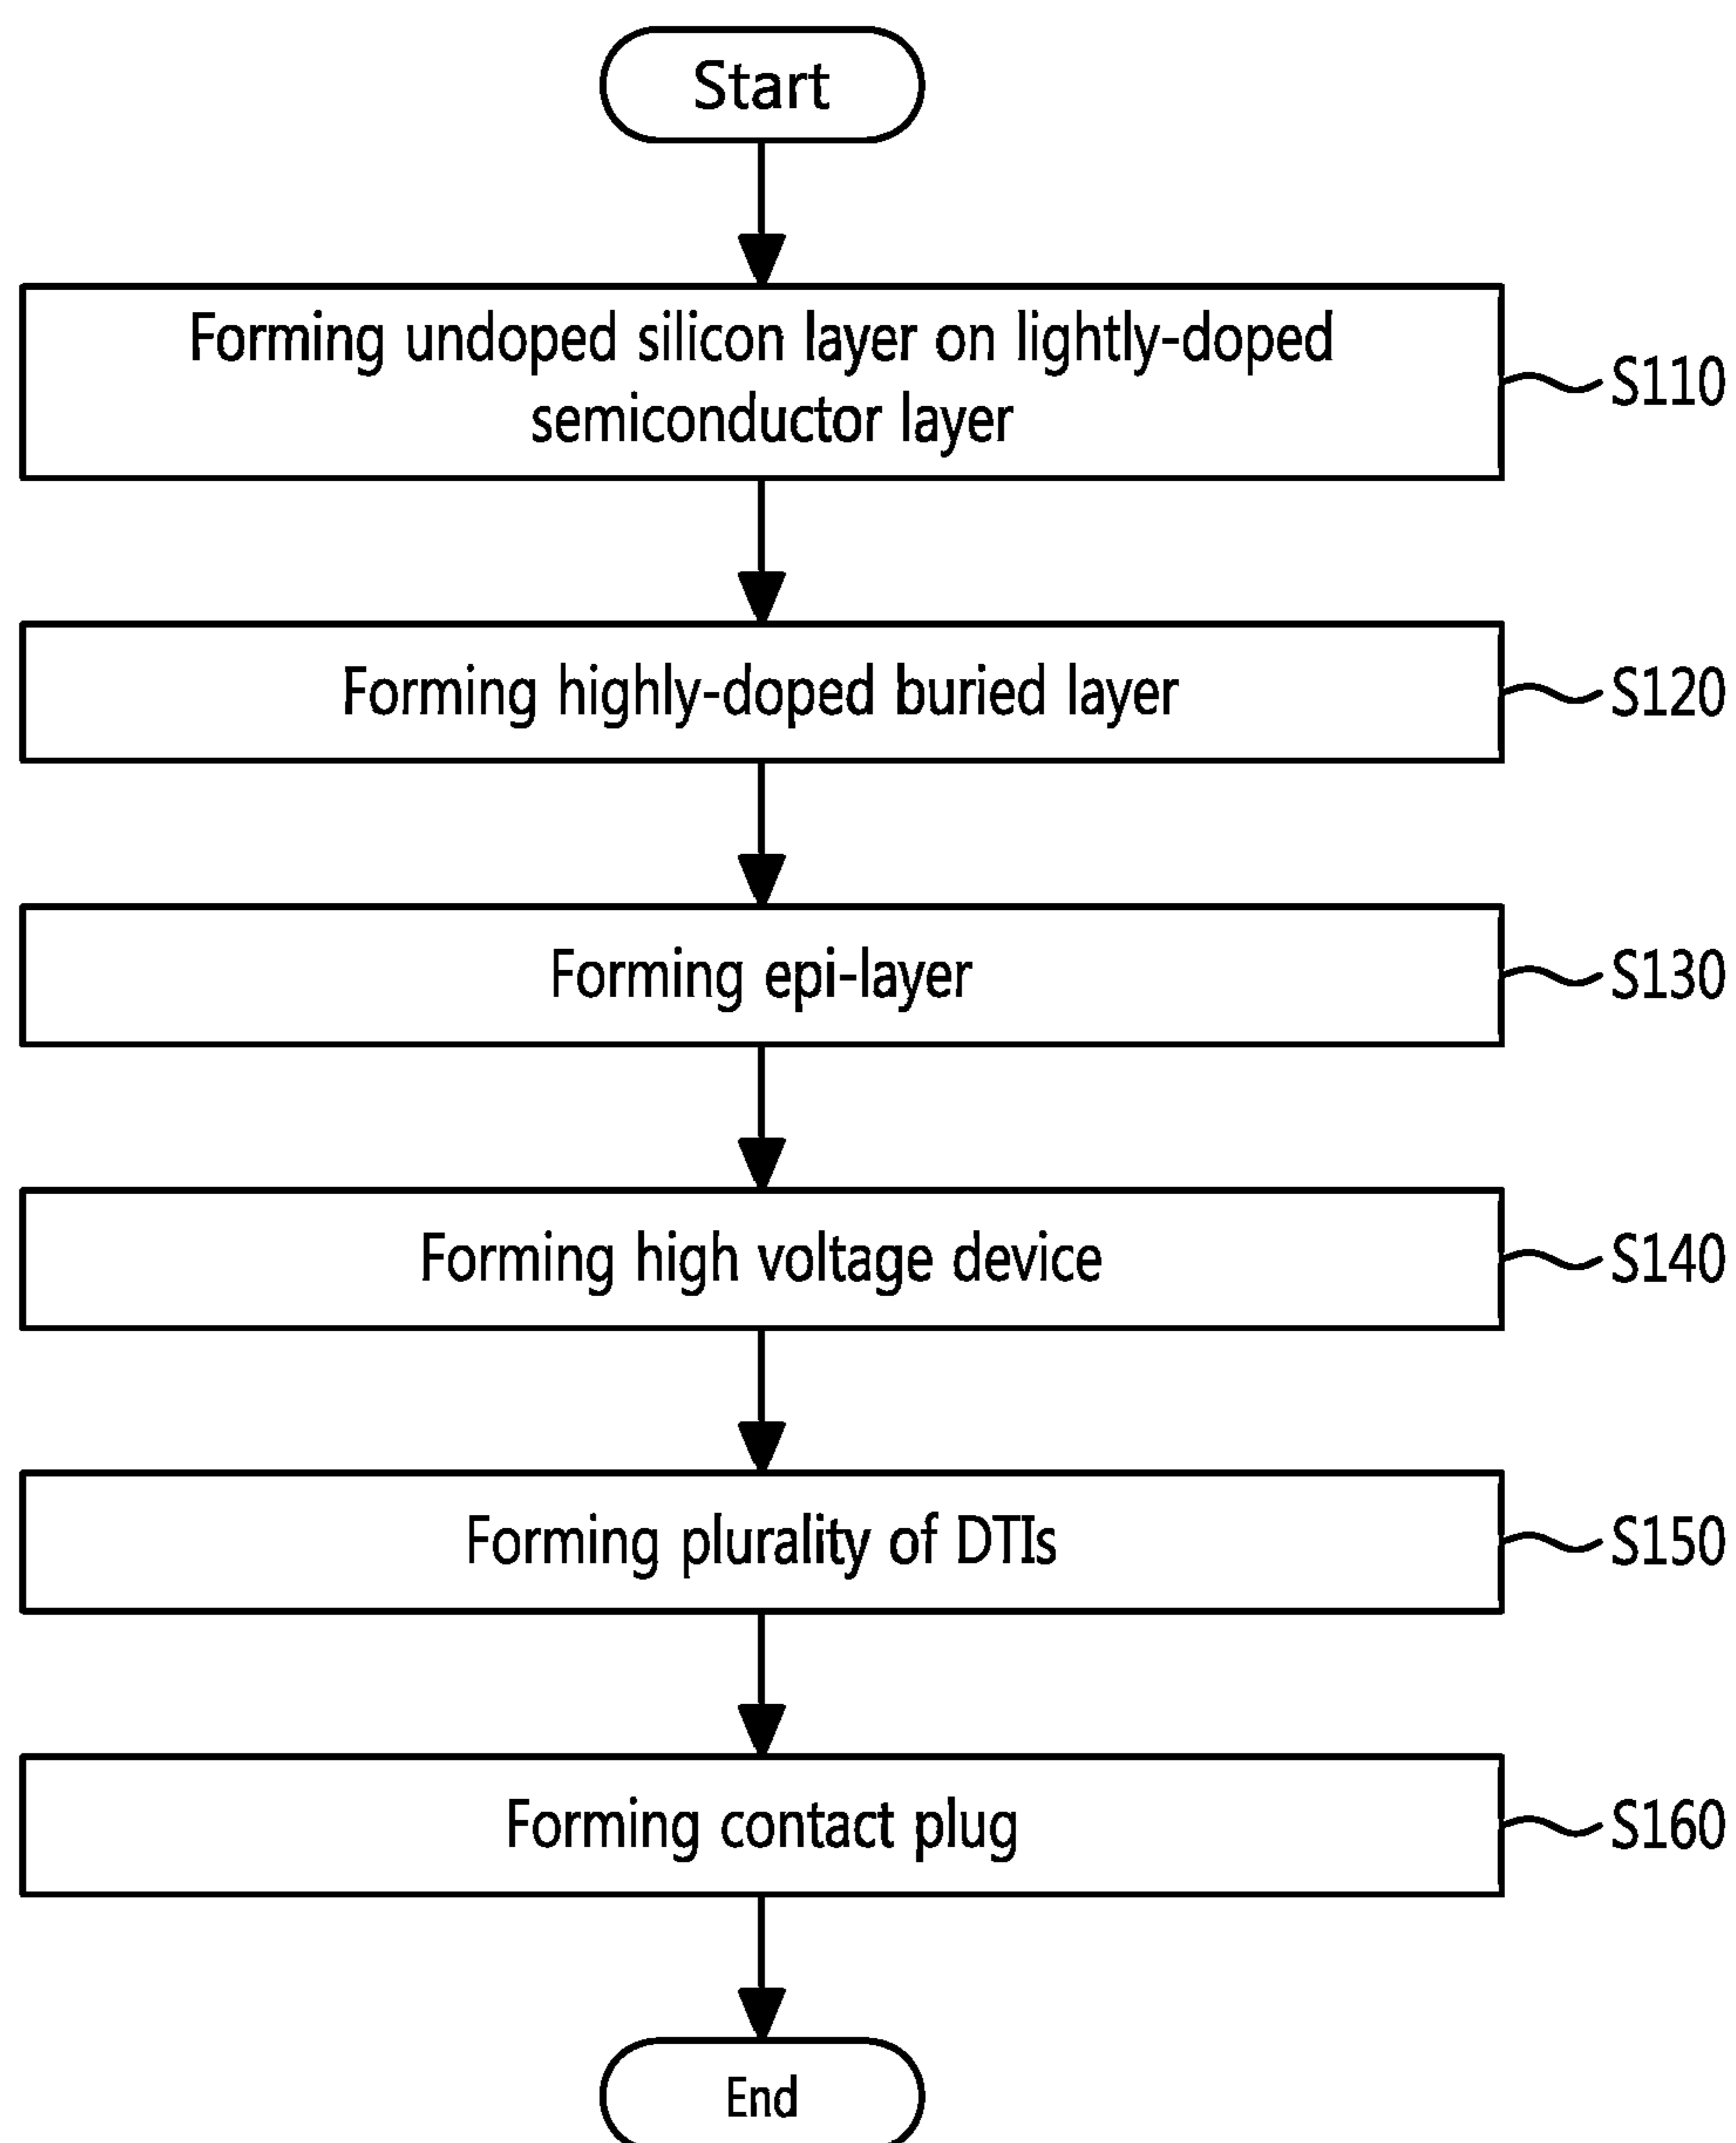 Start
Forming undoped silicon layer on lightly-doped
semiconductor layer
S110
Forming highly-doped buried layer
S120
Forming epi-layer
S130
Forming high voltage device
S140
Forming plurality of DTIs
S150
Forming contact plug
S160
End